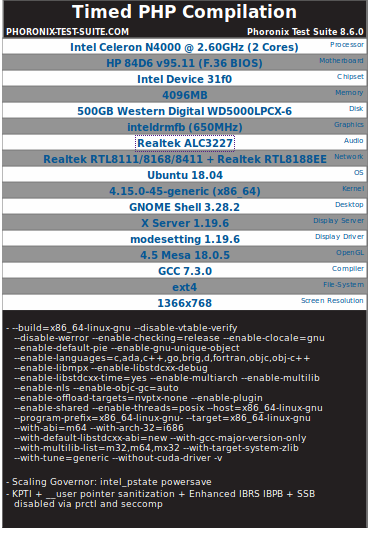 Timed PHP Compilation
PHORONIX-TEST-SUITE.COM Phoronix Test Suite 8.6.0
Intel Celeron N4000 @ 2.60GHz (2 Cores) Processor
HP 84D6 v95.11 (F.36 BIOS) Motherboard
Intel Device 31f0 Chipset
4096MB Memory
500GB Western Digital WD5000LPCX-6 Disk
inteldrmfb (650MHz) Graphics
Realtek ALC3227 Audio
Realtek RTL8111/8168/8411 + Realtek RTL8188EE Network
Ubuntu 18.04 OS
4.15.0-45-generic (x86_64) Kernel
GNOME Shell 3.28.2 Desktop
X Server 1.19.6 Display Server
modesetting 1.19.6 Display Driver
4.5 Mesa 18.0.5 OpenGL
GCC 7.3.0 Compiler
ext4 File-System
1366x768 Screen Resolution
- --build=x86_64-linux-gnu --disable-vtable-verify
--disable-werror --enable-checking=release --enable-clocale=gnu
--enable-default-pie --enable-gnu-unique-object
--enable-languages=c,ada,c++,go,brig,d,fortran,objc,obj-c++
--enable-libmpx --enable-libstdcxx-debug
--enable-libstdcxx-time=yes --enable-multiarch --enable-multilib
--enable-nls --enable-objc-gc=auto
--enable-offload-targets=nvptx-none --enable-plugin
--enable-shared --enable-threads=posix --host=x86_64-linux-gnu
--program-prefix=x86_64-linux-gnu- --target=x86_64-linux-gnu
--with-abi=m64 --with-arch-32=i686
--with-default-libstdcxx-abi=new --with-gcc-major-version-only
--with-multilib-list=m32,m64,mx32 --with-target-system-zlib
--with-tune=generic --without-cuda-driver -v
- Scaling Governor: intel_pstate powersave
- KPTI + __user pointer sanitization + Enhanced IBRS IBPB + SSB
disabled via prctl and seccomp